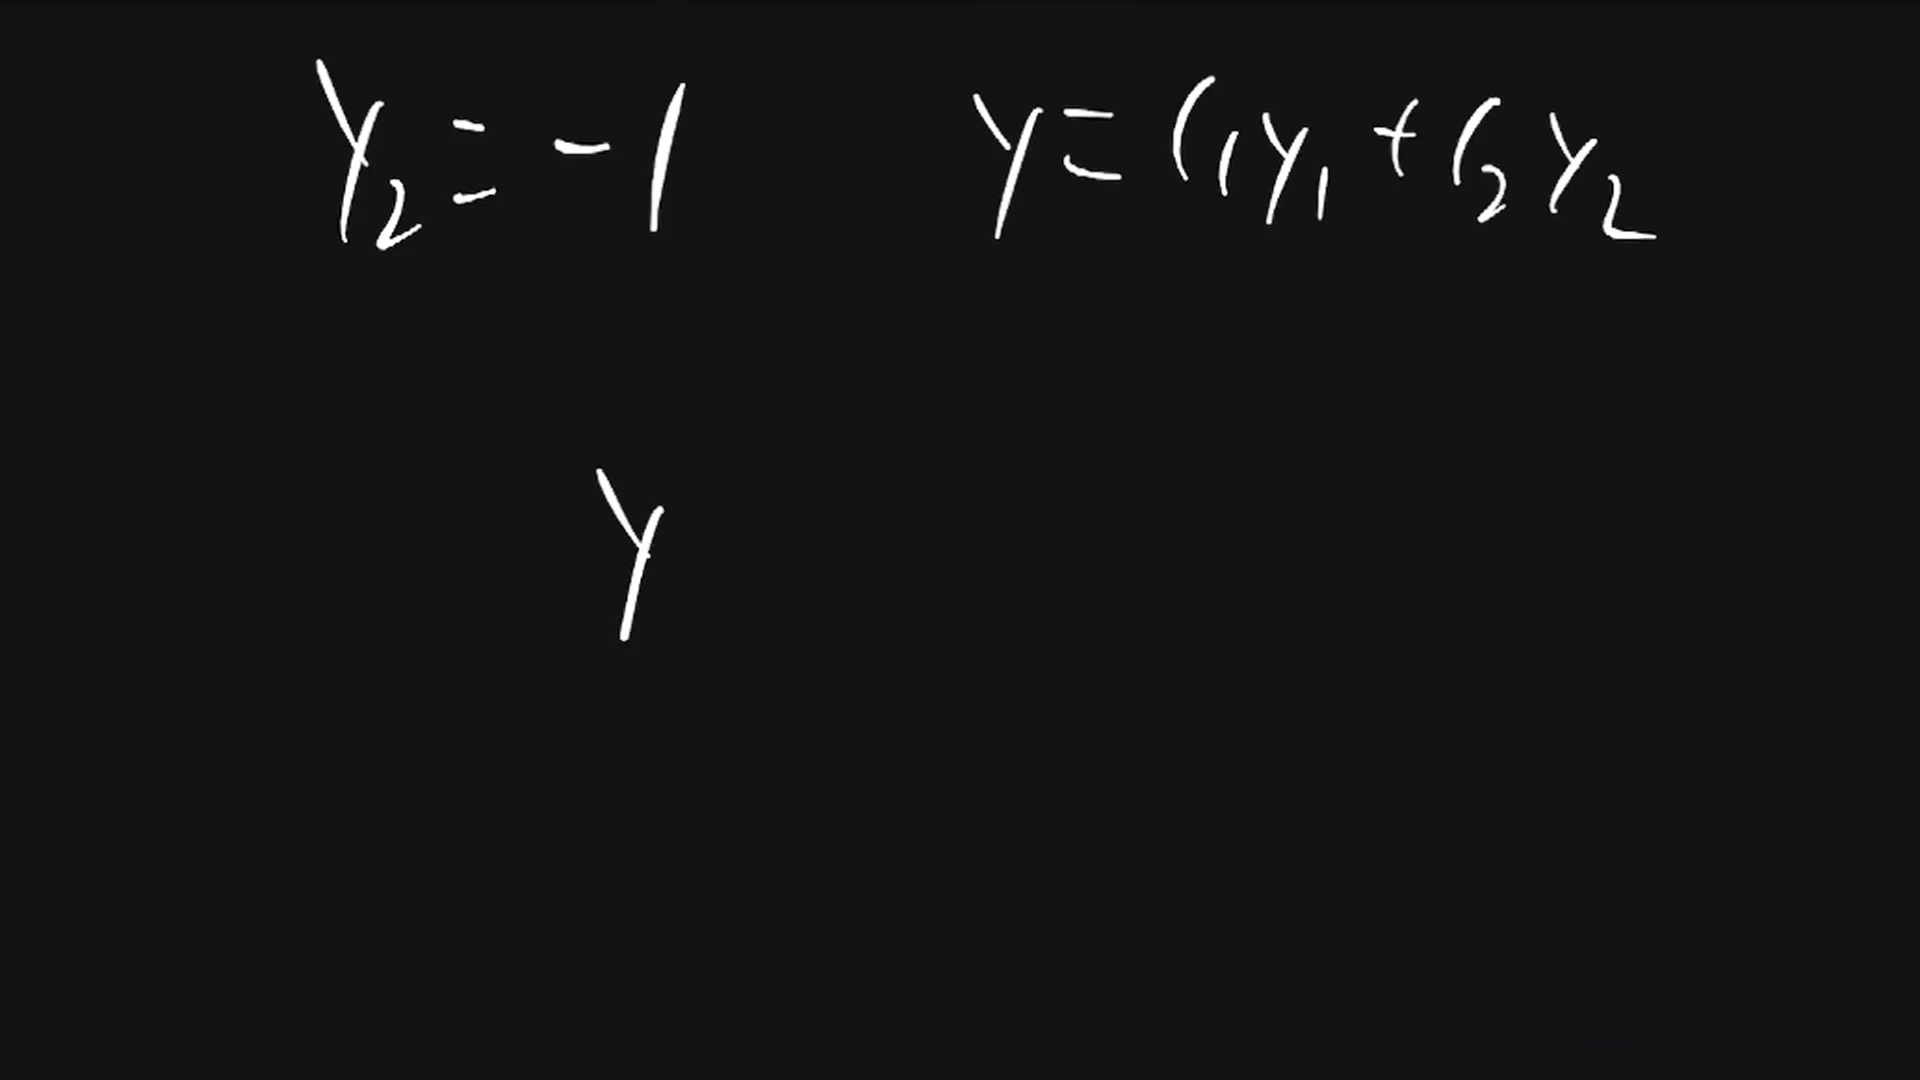 y₂ = -1    y = C₁y₁ + C₂y₂
y